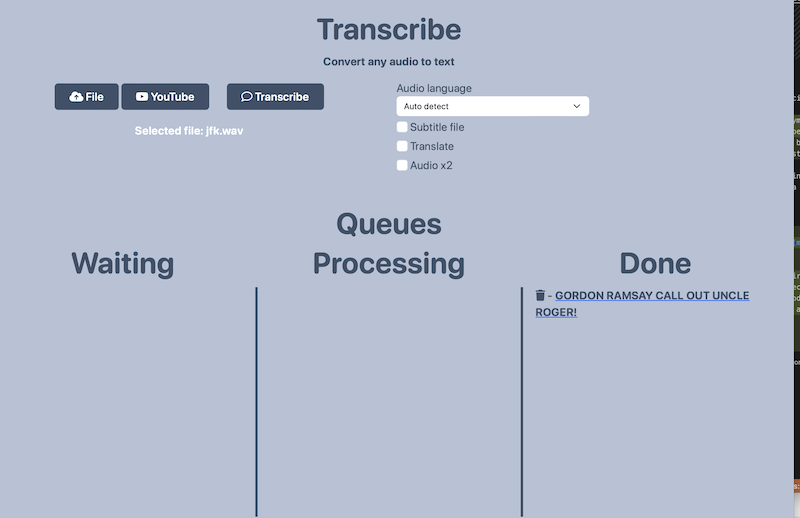 Transcribe
Convert any audio to text
File
YouTube
Transcribe
Selected file: jfk.wav
Audio language
Auto detect
Subtitle file
Translate
Audio x2
Queues
Waiting
Processing
Done
- GORDON RAMSAY CALL OUT UNCLE
ROGER!